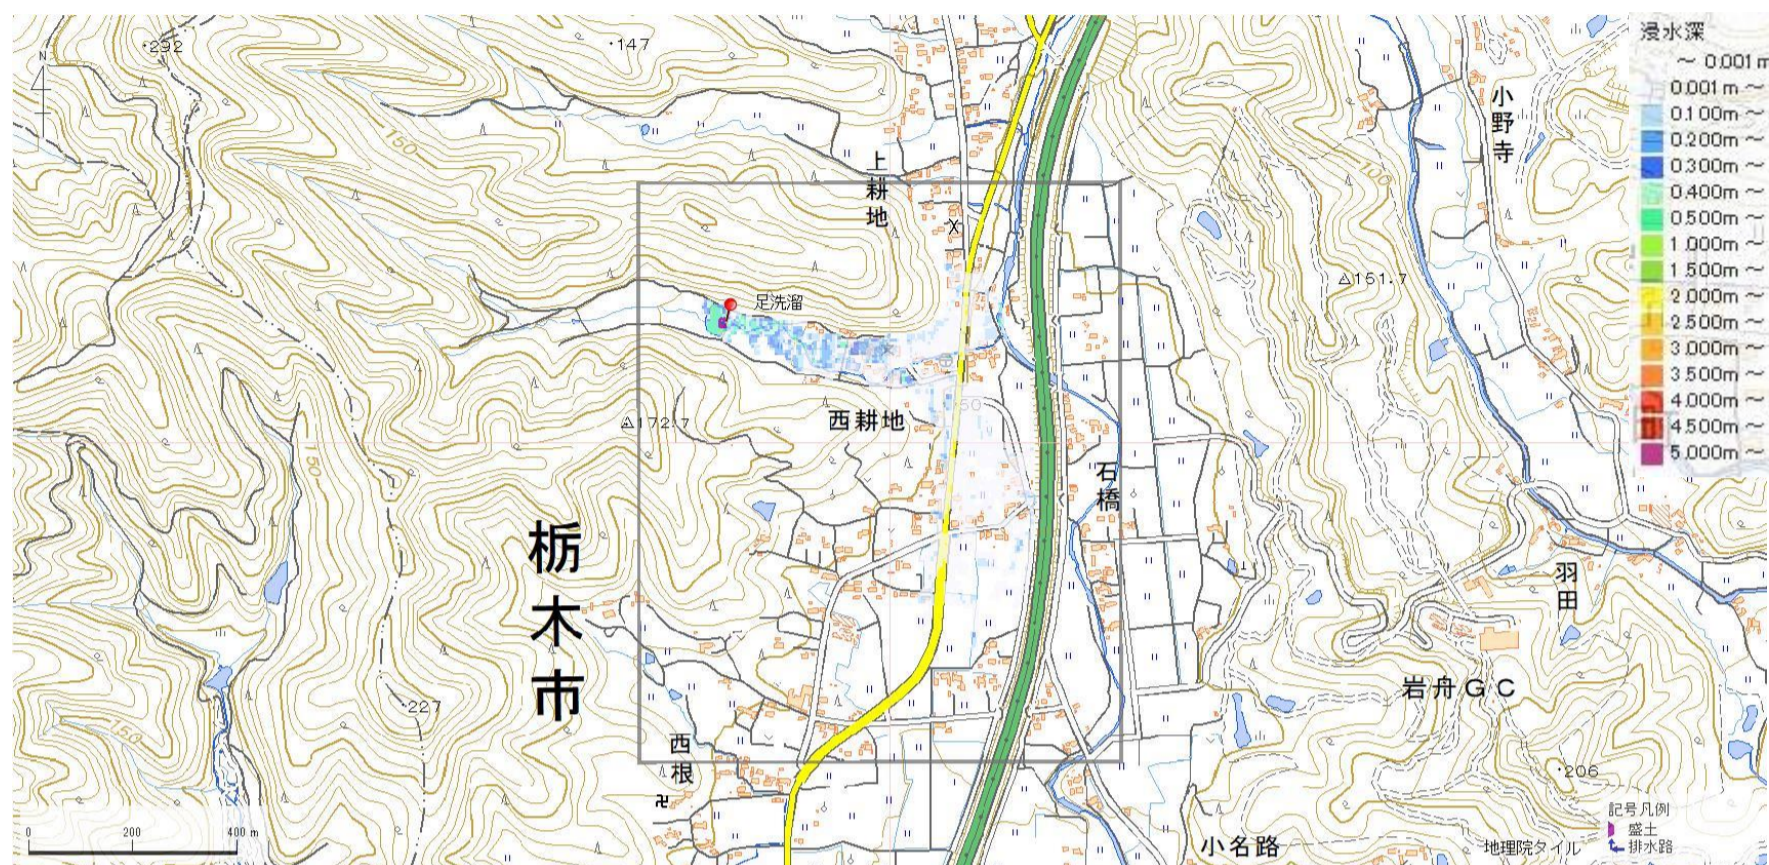 292
147
N
150
上耕地
小野寺
100
151.7
足洗溜
172.7
西耕地
50
150
石橋
栃木市
羽田
岩舟GC
227
150
西根
206
小名路
0 200 400 m
浸水深
～ 0.001 m
0.001 m ～
0.100m ～
0.200m ～
0.300m ～
0.400m ～
0.500m ～
1.000m ～
1.500m ～
2.000m ～
2.500m ～
3.000m ～
3.500m ～
4.000m ～
4.500m ～
5.000m ～
記号凡例
盛土
排水路
地理院タイル